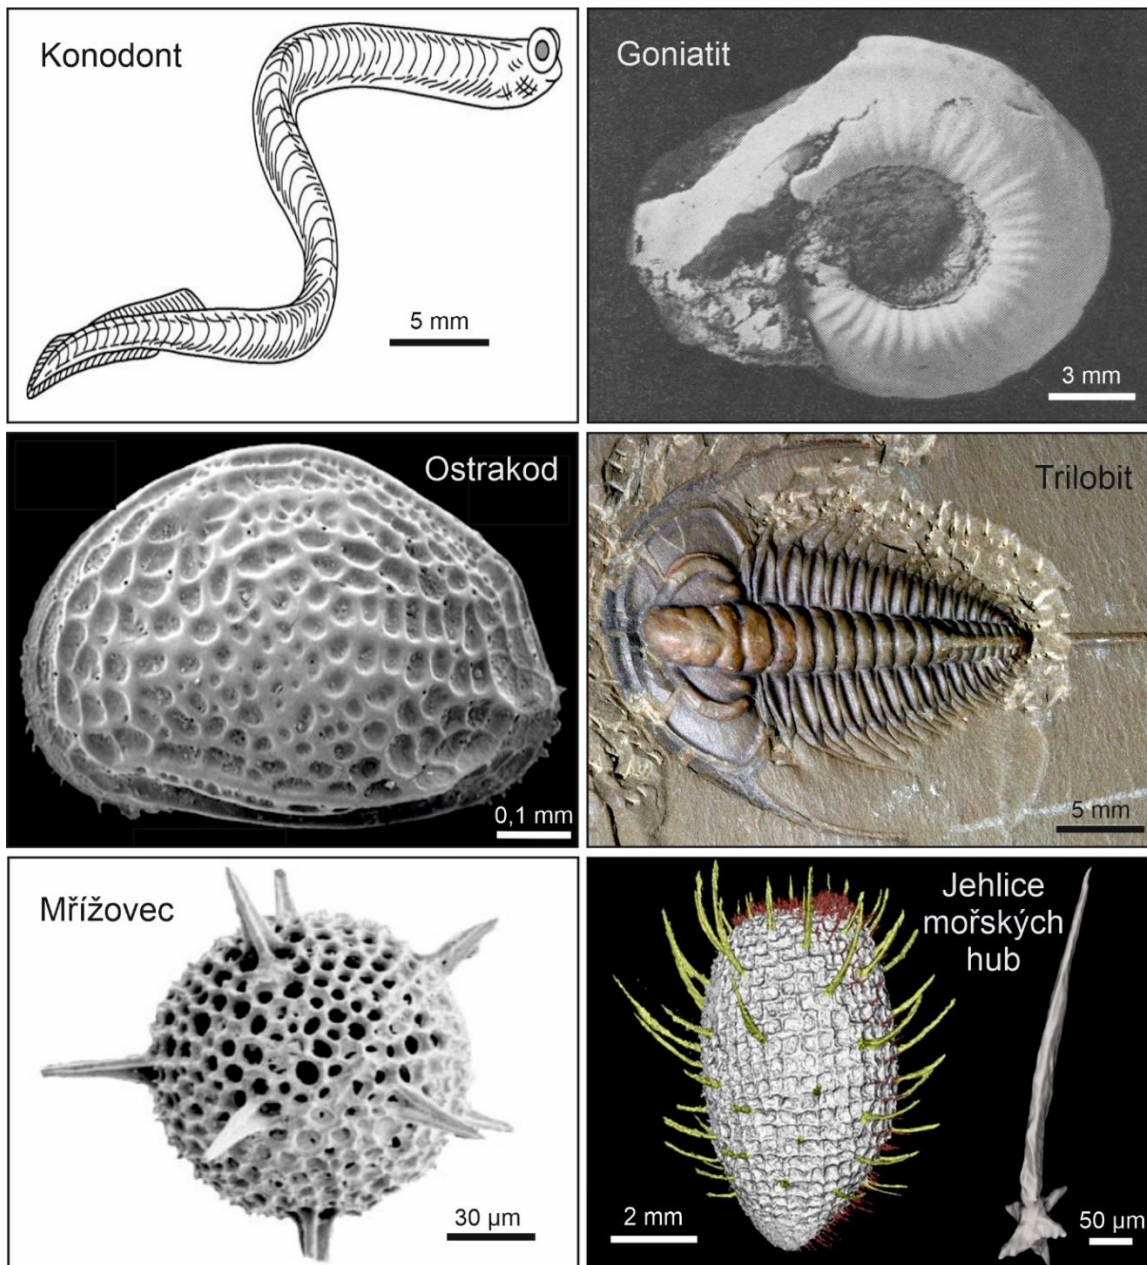 Konodont
5 mm
Goniatit
3 mm
Ostrakod
0,1 mm
Trilobit
5 mm
Mřížovec
30 µm
Jehlice
mořských
hub
2 mm
50 µm